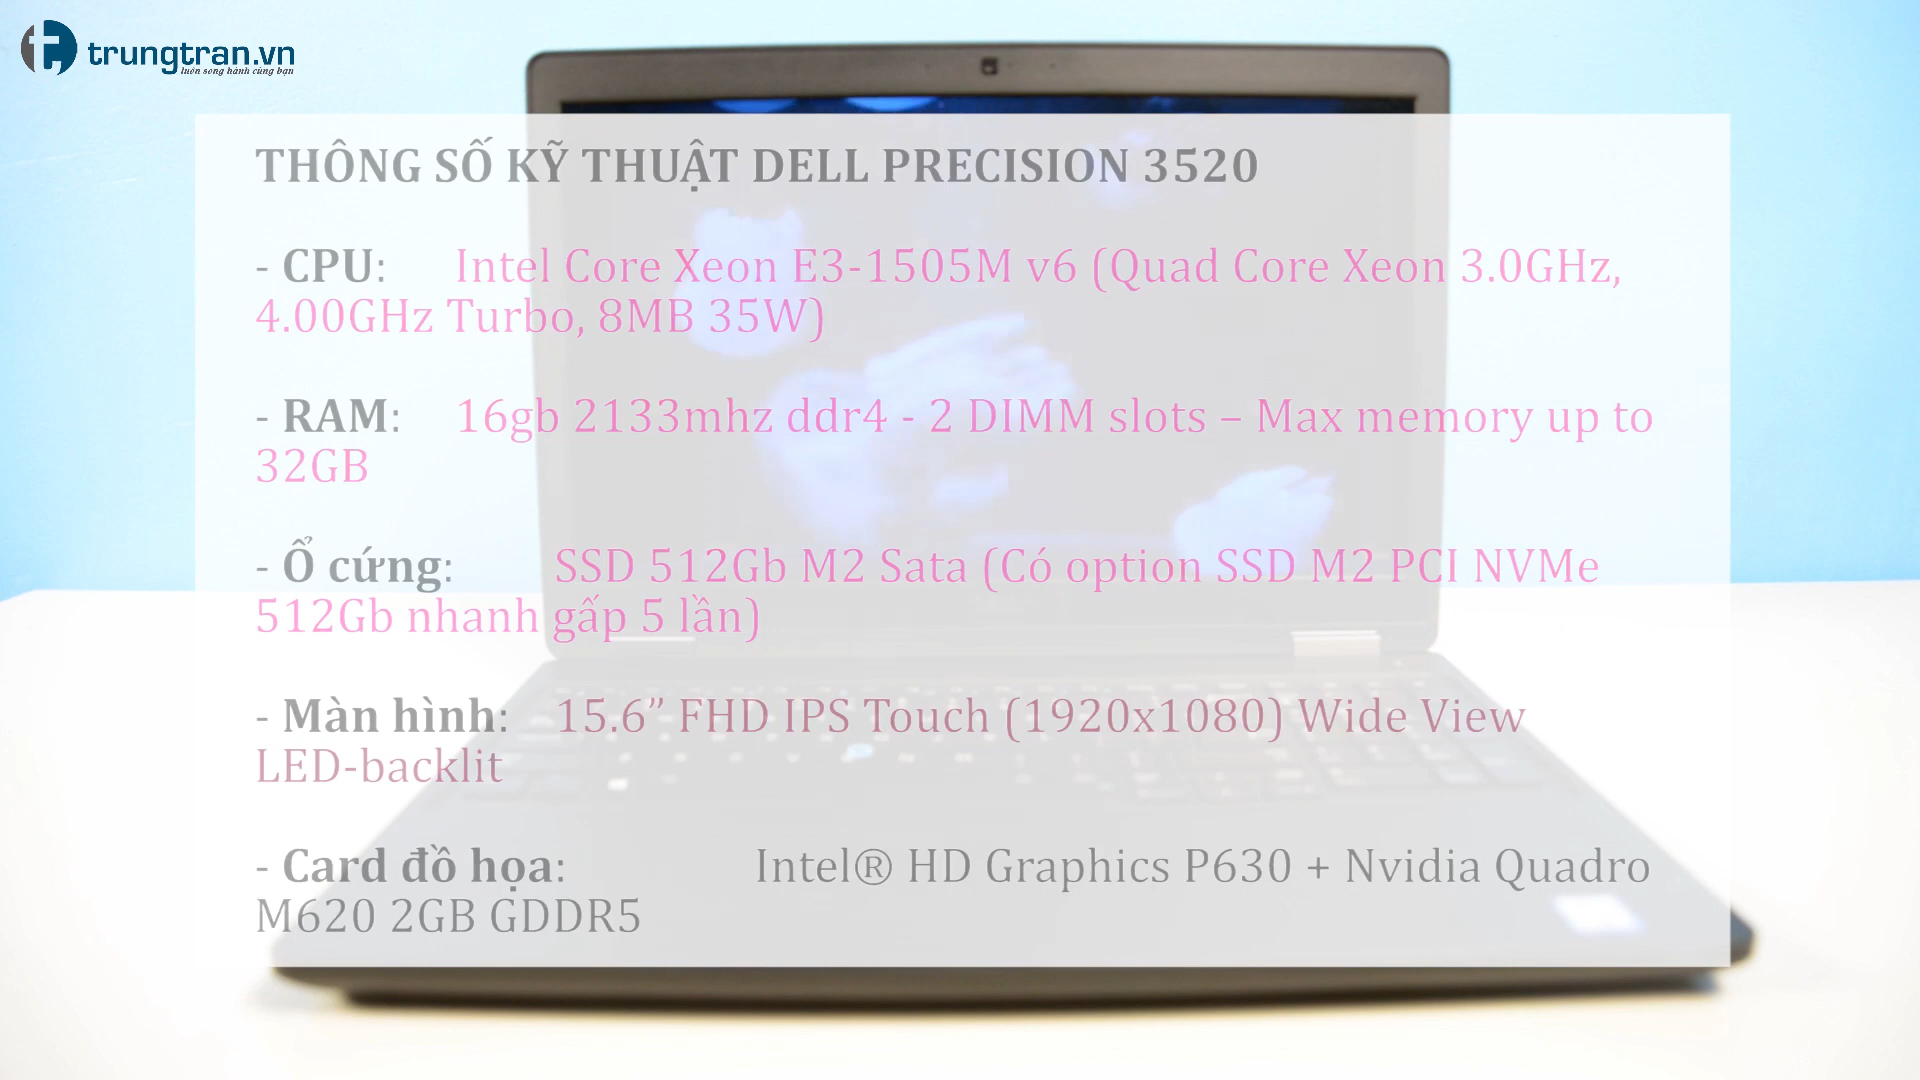 trungtran.vn
luôn song hành cùng bạn
THÔNG SỐ KỸ THUẬT DELL PRECISION 3520
- CPU: Intel Core Xeon E3-1505M v6 (Quad Core Xeon 3.0GHz,
4.00GHz Turbo, 8MB 35W)
- RAM: 16gb 2133mhz ddr4 - 2 DIMM slots – Max memory up to
32GB
- Ổ cứng: SSD 512Gb M2 Sata (Có option SSD M2 PCI NVMe
512Gb nhanh gấp 5 lần)
- Màn hình: 15.6” FHD IPS Touch (1920x1080) Wide View
LED-backlit
- Card đồ họa: Intel® HD Graphics P630 + Nvidia Quadro
M620 2GB GDDR5